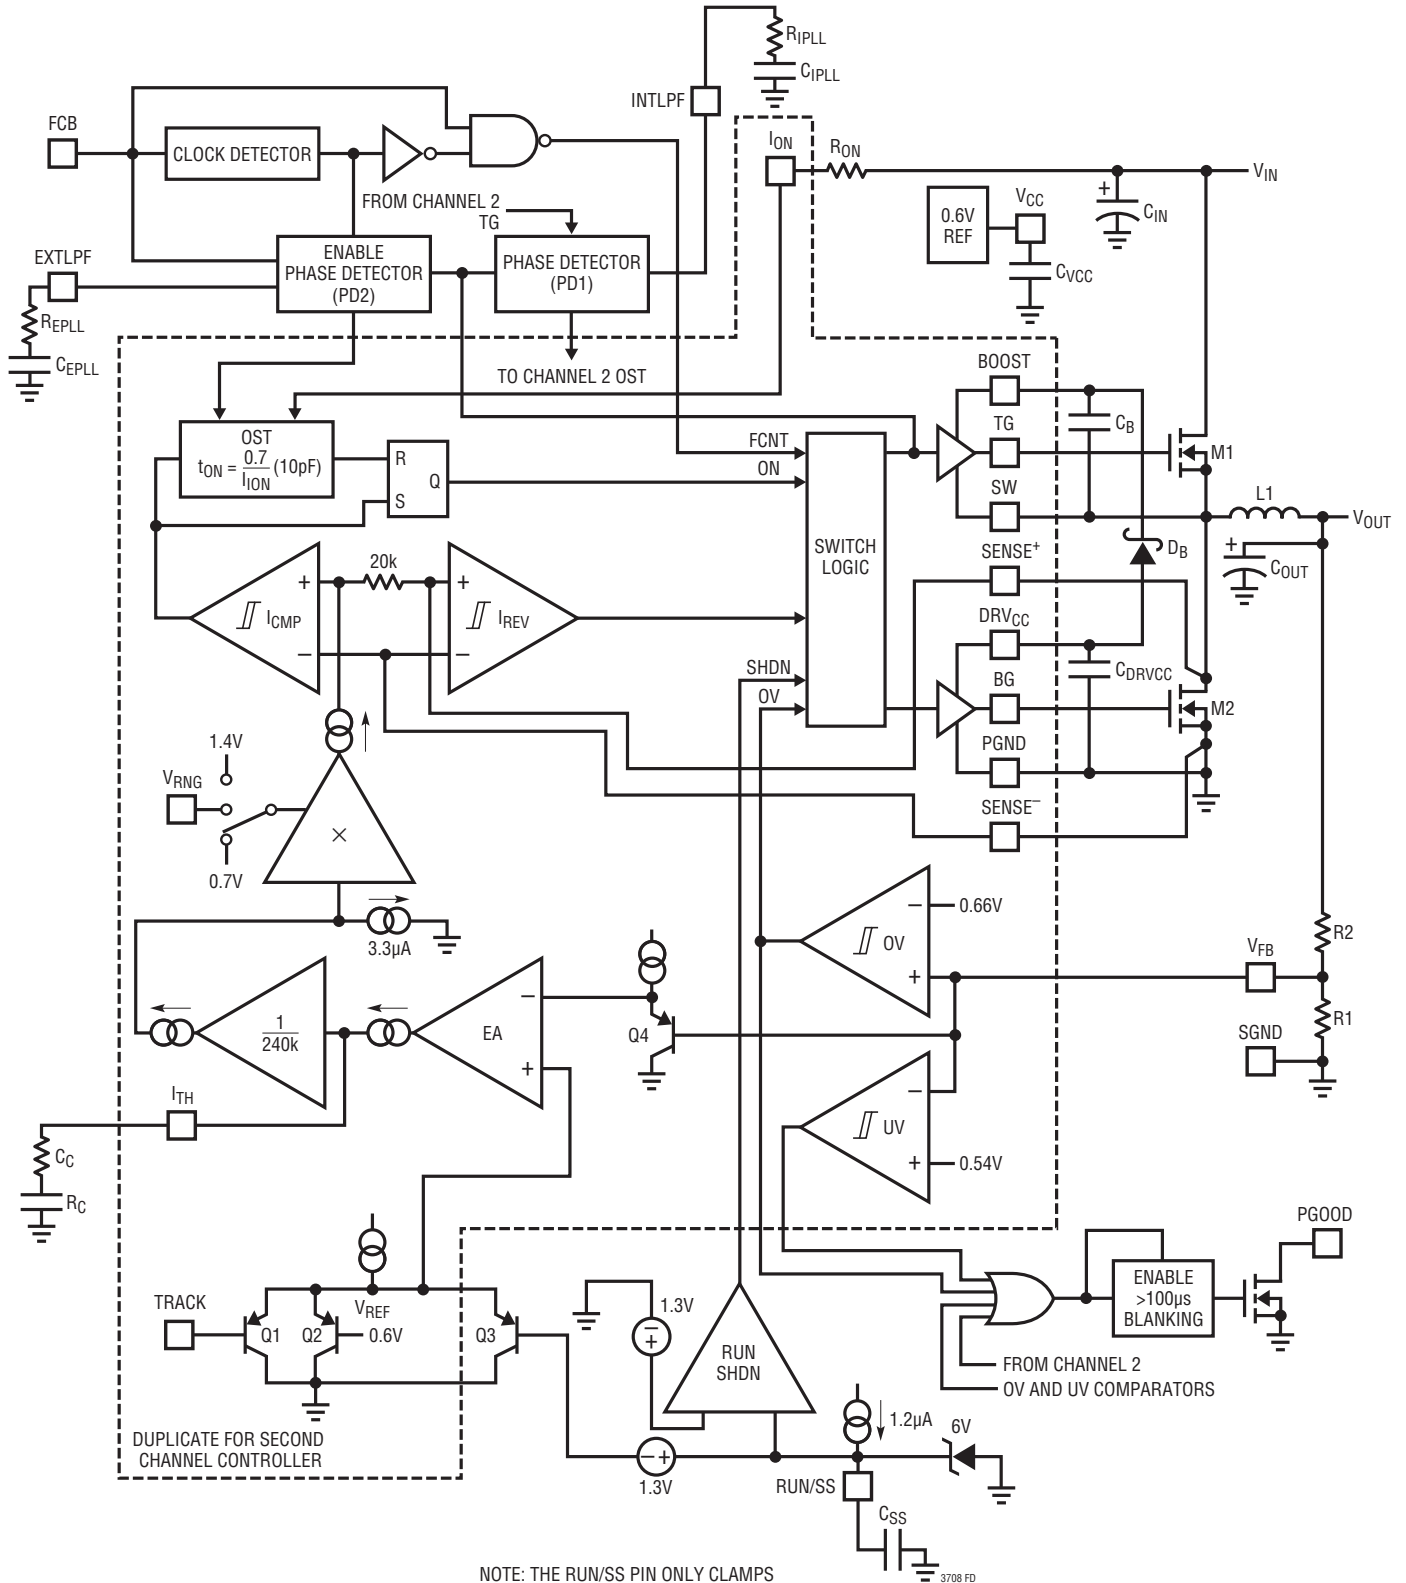 RIPLL
CIPLL
INTLPF
FCB
CLOCK DETECTOR
ION
RON
VIN
+
CIN
0.6V
REF
VCC
CVCC
FROM CHANNEL 2
TG
EXTLPF
ENABLE
PHASE DETECTOR
(PD2)
PHASE DETECTOR
(PD1)
REPLL
CEPLL
TO CHANNEL 2 OST
BOOST
TG
CB
M1
SW
OST
tON = 0.7/IION (10pF)
R
Q
S
FCNT
ON
L1
VOUT
SENSE+
DB
+
COUT
SWITCH
LOGIC
20k
+
ICMP
–
+
IREV
–
DRVCC
CDRVCC
SHDN
OV
BG
M2
PGND
SENSE–
1.4V
VRNG
0.7V
×
3.3µA
–
0.66V
OV
+
VFB
R2
R1
SGND
1
240k
–
EA
+
Q4
–
UV
+
0.54V
ITH
CC
RC
PGOOD
ENABLE
>100µs
BLANKING
TRACK
Q1
Q2
VREF
0.6V
Q3
1.3V
–
+
RUN
SHDN
FROM CHANNEL 2
OV AND UV COMPARATORS
1.2µA
6V
DUPLICATE FOR SECOND
CHANNEL CONTROLLER
– +
1.3V
RUN/SS
CSS
NOTE: THE RUN/SS PIN ONLY CLAMPS
3708 FD